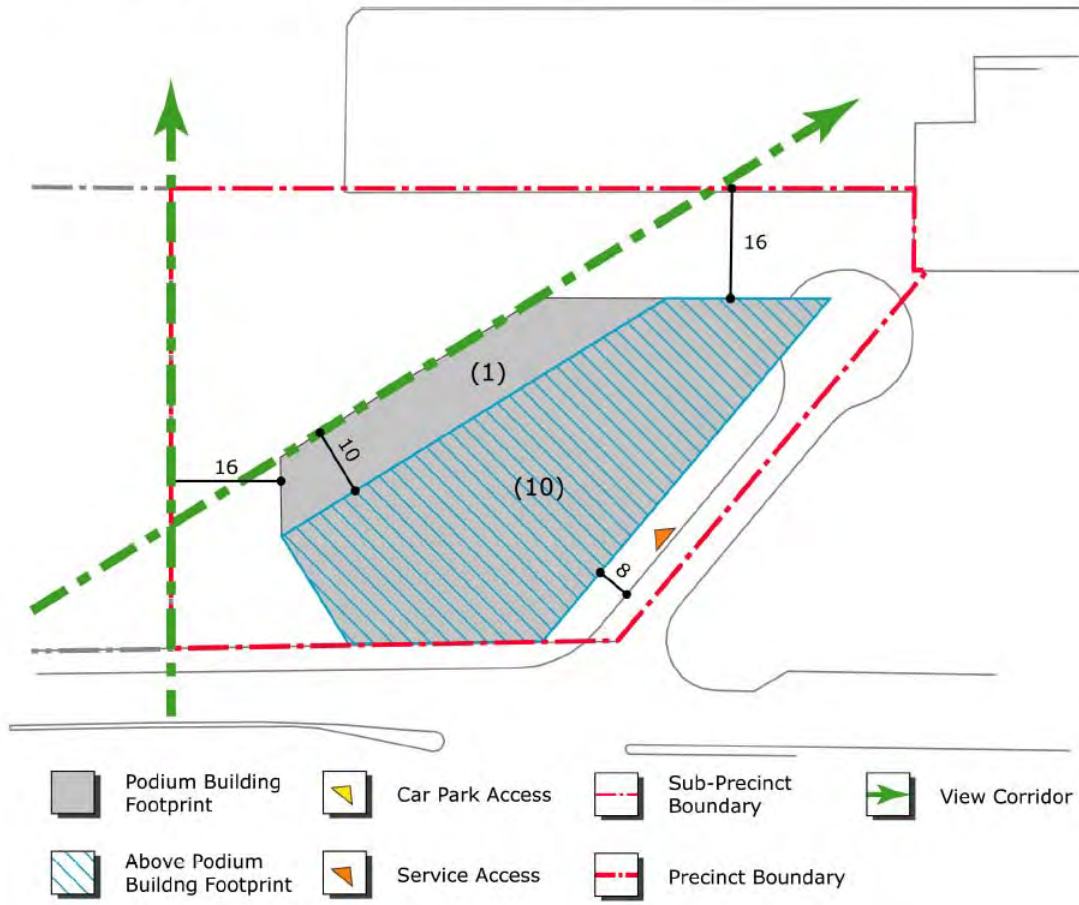 16
(1)
10
16
(10)
8
Podium Building
Footprint
Car Park Access
Sub-Precinct
Boundary
View Corridor
Above Podium
Buildng Footprint
Service Access
Precinct Boundary